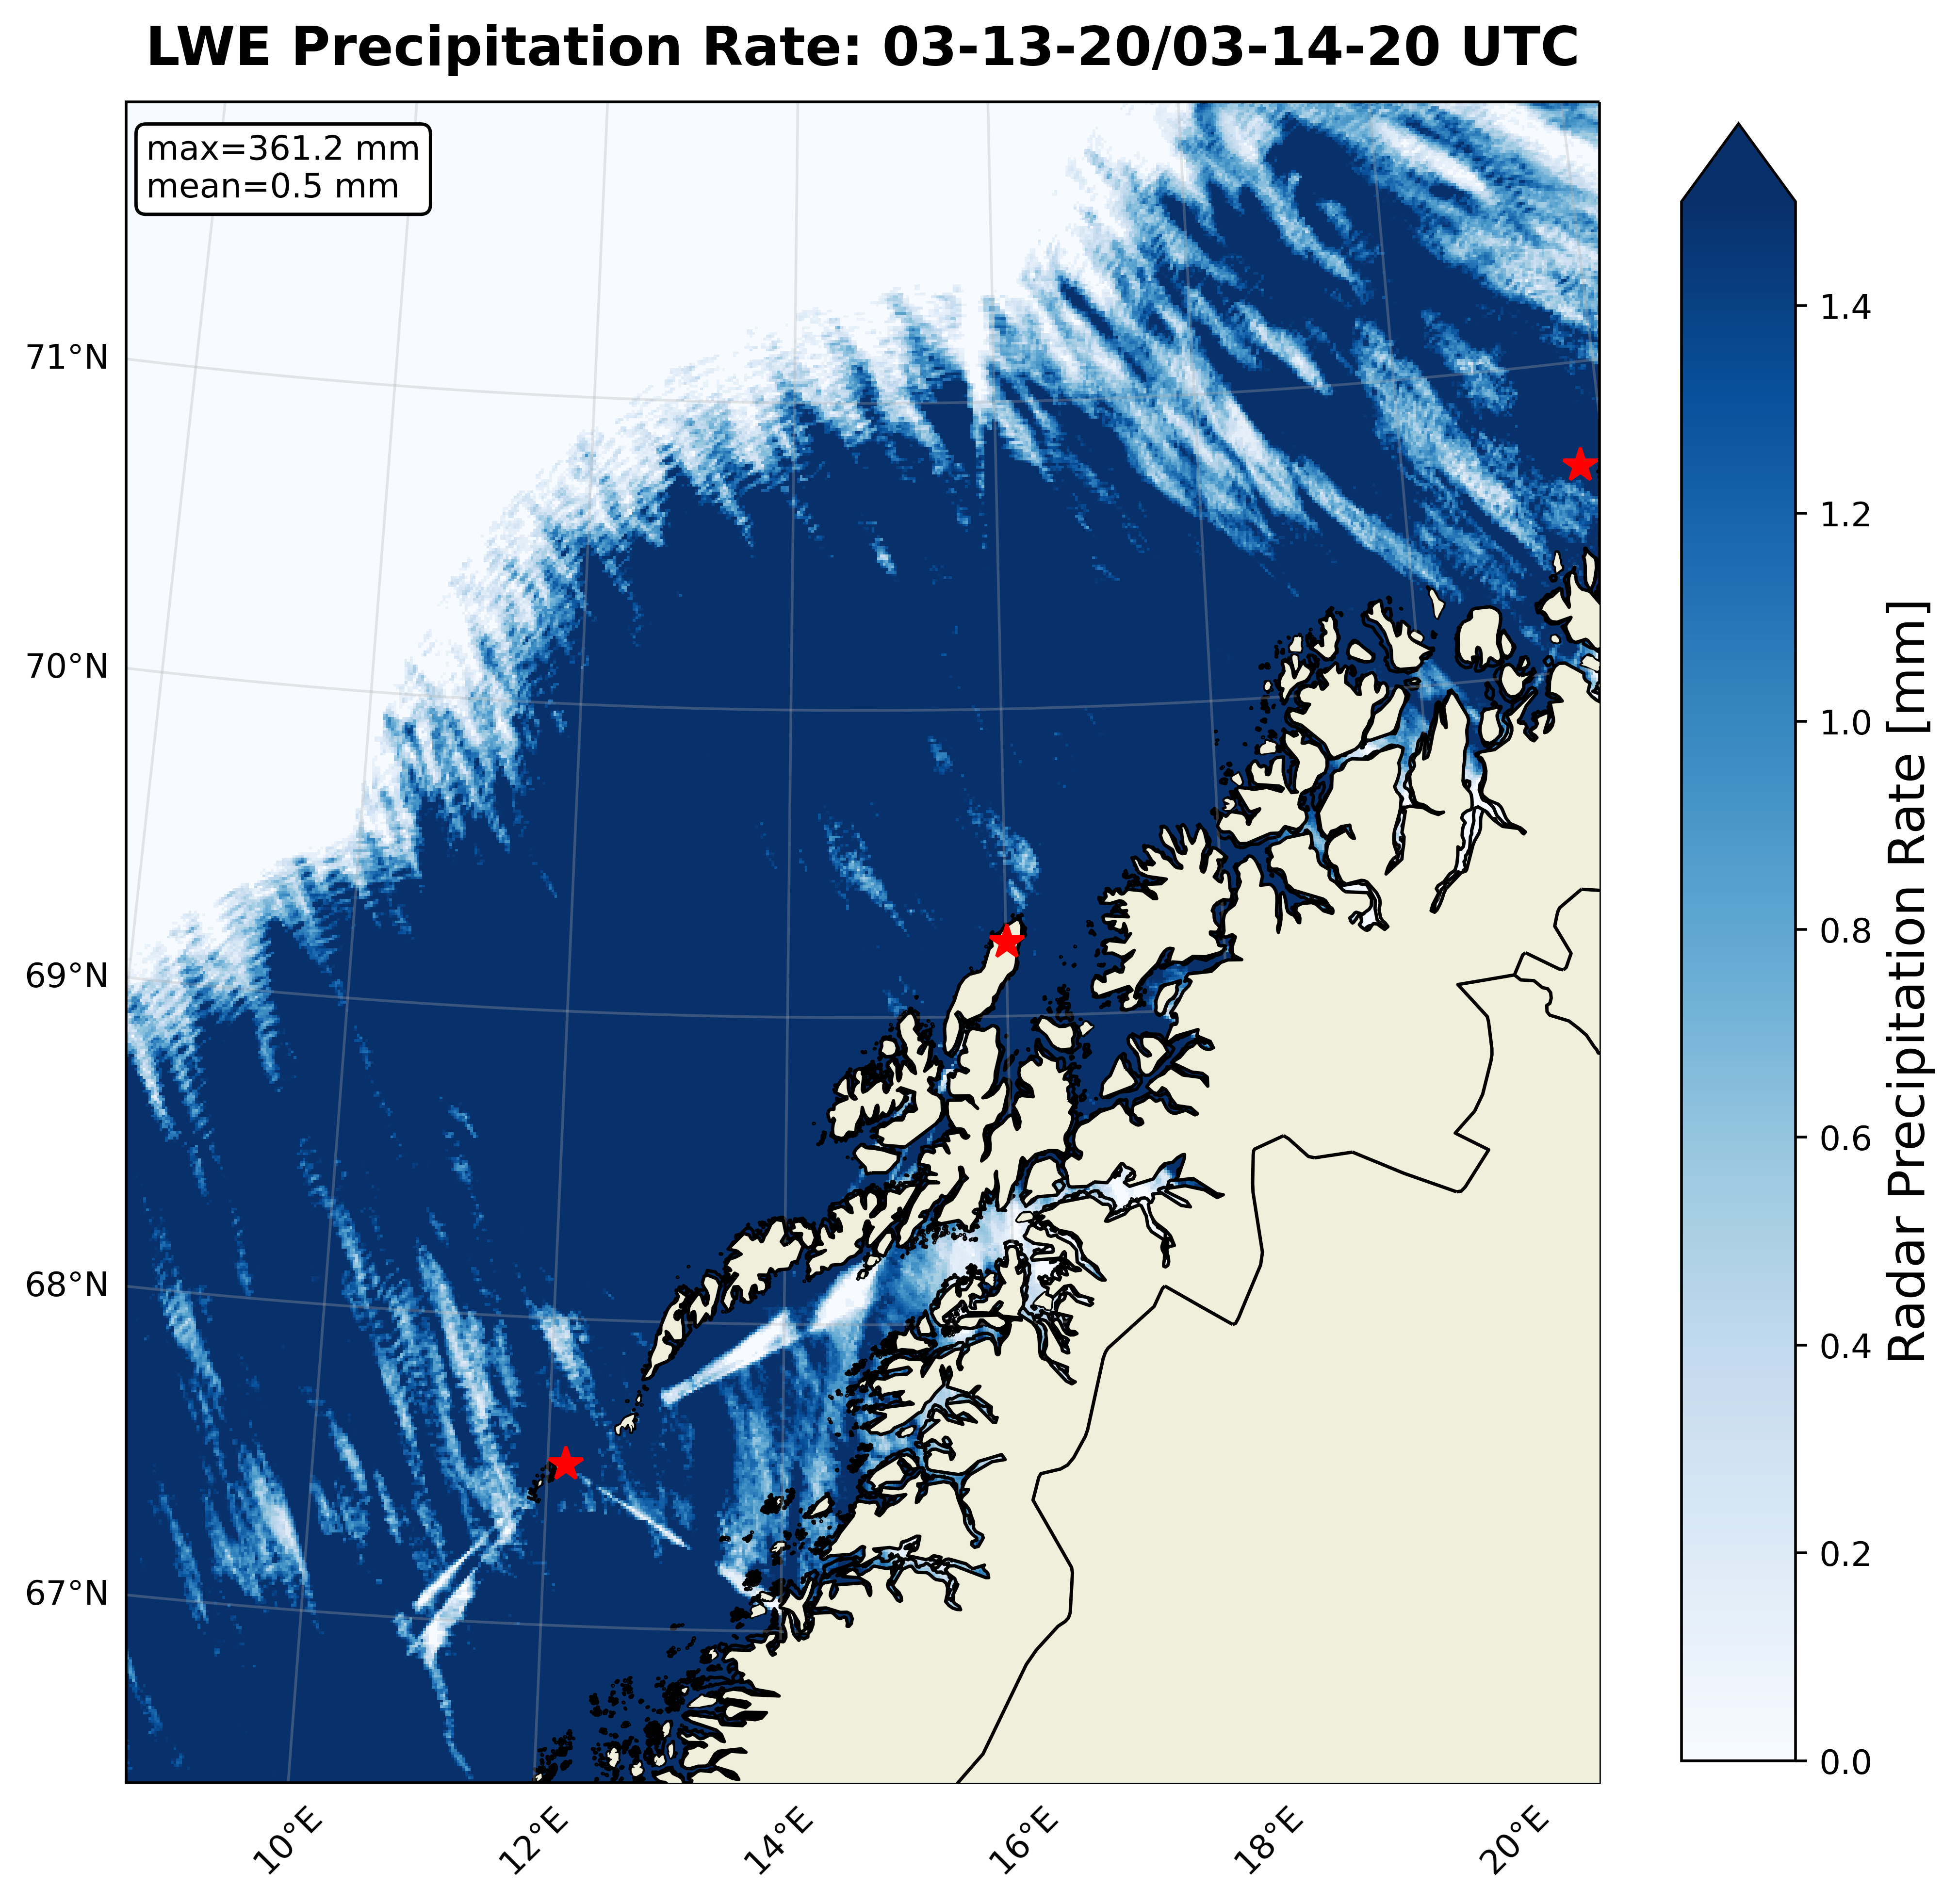 LWE Precipitation Rate: 03-13-20/03-14-20 UTC
max=361.2 mm
mean=0.5 mm
71°N
70°N
69°N
68°N
67°N
10°E
12°E
14°E
16°E
18°E
20°E
1.4
1.2
1.0
0.8
0.6
0.4
0.2
0.0
Radar Precipitation Rate [mm]